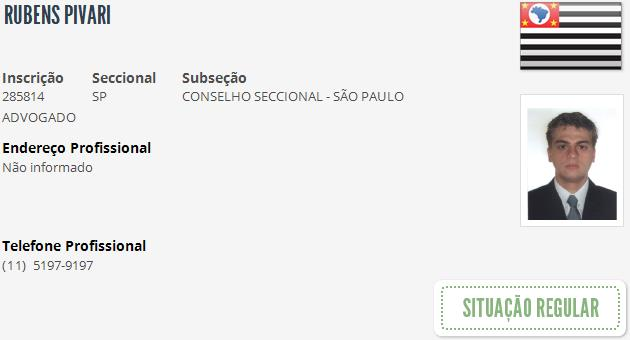 RUBENS PIVARI
Inscrição Seccional Subseção
285814 SP CONSELHO SECCIONAL - SÃO PAULO
ADVOGADO
Endereço Profissional
Não informado
Telefone Profissional
(11) 5197-9197
SITUAÇÃO REGULAR